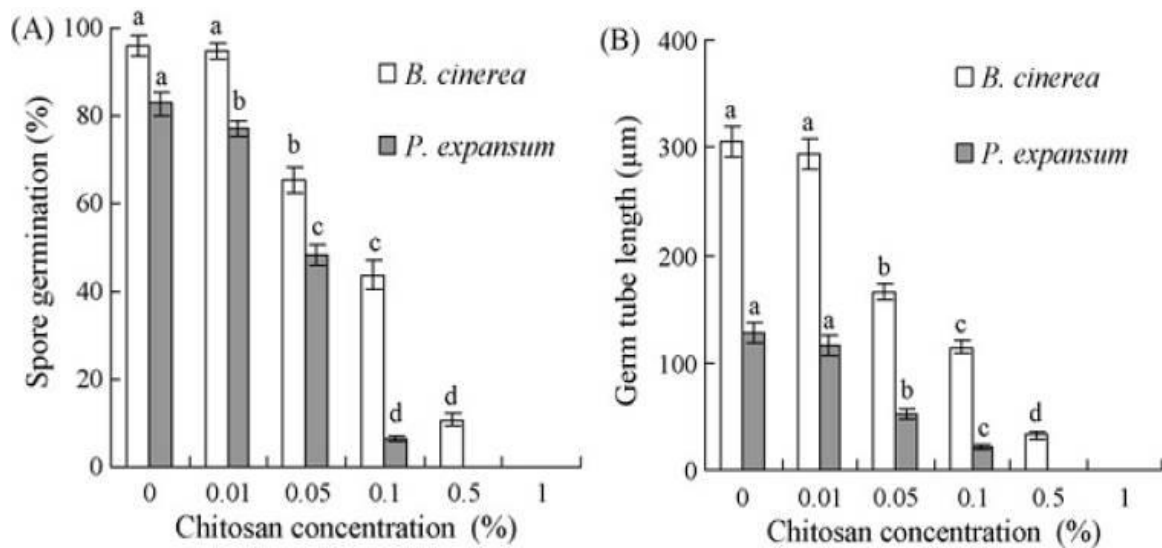 (A)
Spore germination (%)
100
80
60
40
20
0
a
a
a
b
b
c
c
d
d
B. cinerea
P. expansum
0 0.01 0.05 0.1 0.5 1
Chitosan concentration (%)
(B)
Germ tube length (μm)
400
300
200
100
0
a
a
a
a
b
b
c
c
d
B. cinerea
P. expansum
0 0.01 0.05 0.1 0.5 1
Chitosan concentration (%)